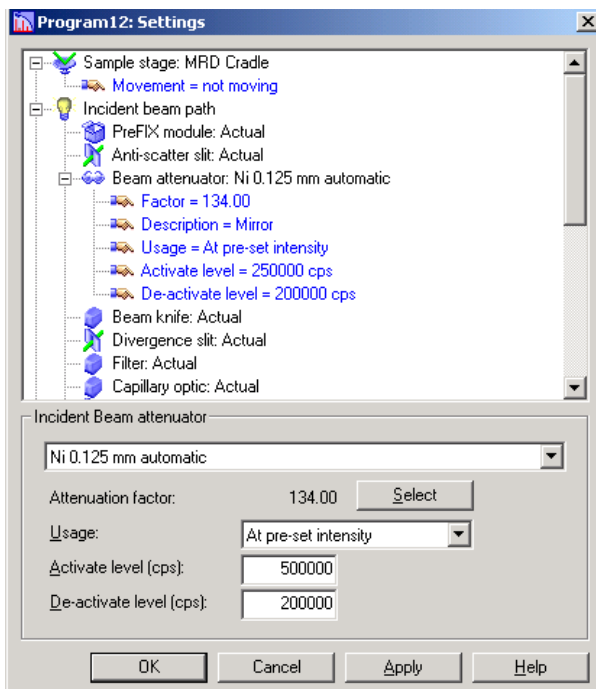 Program12: Settings
Sample stage: MRD Cradle
Movement = not moving
Incident beam path
PreFIX module: Actual
Anti-scatter slit: Actual
Beam attenuator: Ni 0.125 mm automatic
Factor = 134.00
Description = Mirror
Usage = At pre-set intensity
Activate level = 250000 cps
De-activate level = 200000 cps
Beam knife: Actual
Divergence slit: Actual
Filter: Actual
Capillary optic: Actual
Incident Beam attenuator
Ni 0.125 mm automatic
Attenuation factor: 134.00 Select
Usage: At pre-set intensity
Activate level (cps): 500000
De-activate level (cps): 200000
OK Cancel Apply Help